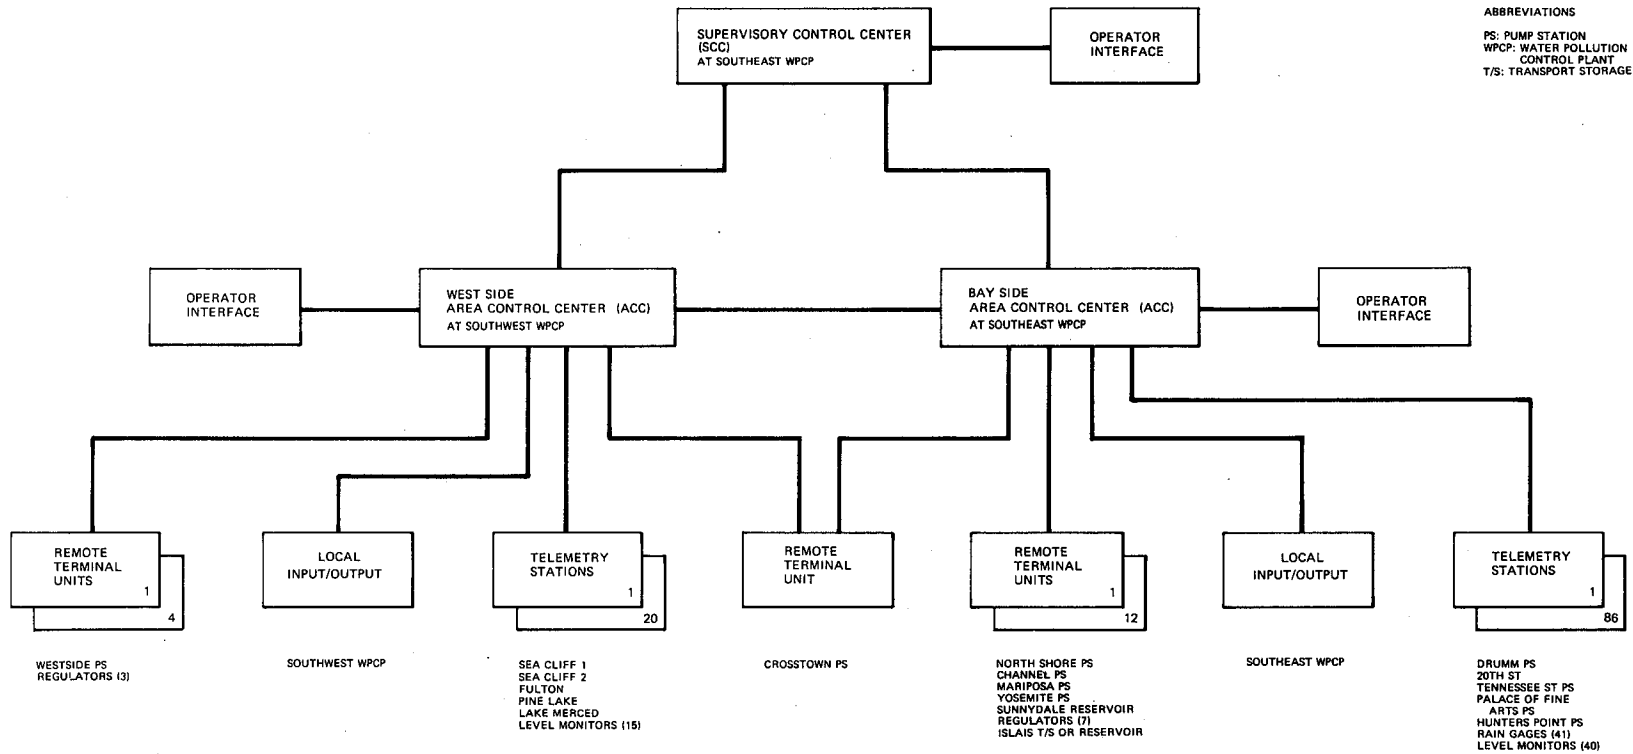 SUPERVISORY CONTROL CENTER
(SCC)
AT SOUTHEAST WPCP
OPERATOR
INTERFACE
ABBREVIATIONS
PS: PUMP STATION
WPCP: WATER POLLUTION
CONTROL PLANT
T/S: TRANSPORT STORAGE
OPERATOR
INTERFACE
WEST SIDE
AREA CONTROL CENTER (ACC)
AT SOUTHWEST WPCP
BAY SIDE
AREA CONTROL CENTER (ACC)
AT SOUTHEAST WPCP
OPERATOR
INTERFACE
REMOTE
TERMINAL
UNITS
1
4
LOCAL
INPUT/OUTPUT
TELEMETRY
STATIONS
1
20
REMOTE
TERMINAL
UNIT
REMOTE
TERMINAL
UNITS
1
12
LOCAL
INPUT/OUTPUT
TELEMETRY
STATIONS
1
86
WESTSIDE PS
REGULATORS (3)
SOUTHWEST WPCP
SEA CLIFF 1
SEA CLIFF 2
FULTON
PINE LAKE
LAKE MERCED
LEVEL MONITORS (15)
CROSSTOWN PS
NORTH SHORE PS
CHANNEL PS
MARIPOSA PS
YOSEMITE PS
SUNNYDALE RESERVOIR
REGULATORS (7)
ISLAIS T/S OR RESERVOIR
SOUTHEAST WPCP
DRUMM PS
20TH ST
TENNESSEE ST PS
PALACE OF FINE
ARTS PS
HUNTERS POINT PS
RAIN GAGES (41)
LEVEL MONITORS (40)